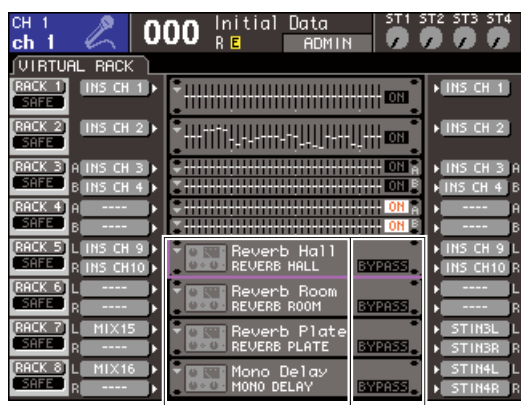 CH 1
ch 1
000
Initial Data
R E
ADMIN
ST1 ST2 ST3 ST4
VIRTUAL RACK
RACK 1
SAFE
INS CH 1
ON
INS CH 1
RACK 2
SAFE
INS CH 2
ON
INS CH 2
RACK 3
SAFE
A INS CH 3
ON A
INS CH 3 A
B INS CH 4
ON B
INS CH 4 B
RACK 4
SAFE
A ----
ON A
---- A
B ----
ON B
---- B
RACK 5
SAFE
L INS CH 9
Reverb Hall
INS CH 9 L
R INS CH10
REVERB HALL
BYPASS
INS CH10 R
RACK 6
SAFE
L ----
Reverb Room
---- L
R ----
REVERB ROOM
BYPASS
---- R
RACK 7
SAFE
L MIX15
Reverb Plate
STIN3L L
R ----
REVERB PLATE
BYPASS
STIN3R R
RACK 8
SAFE
L MIX16
Mono Delay
STIN4L L
R ----
MONO DELAY
BYPASS
STIN4R R